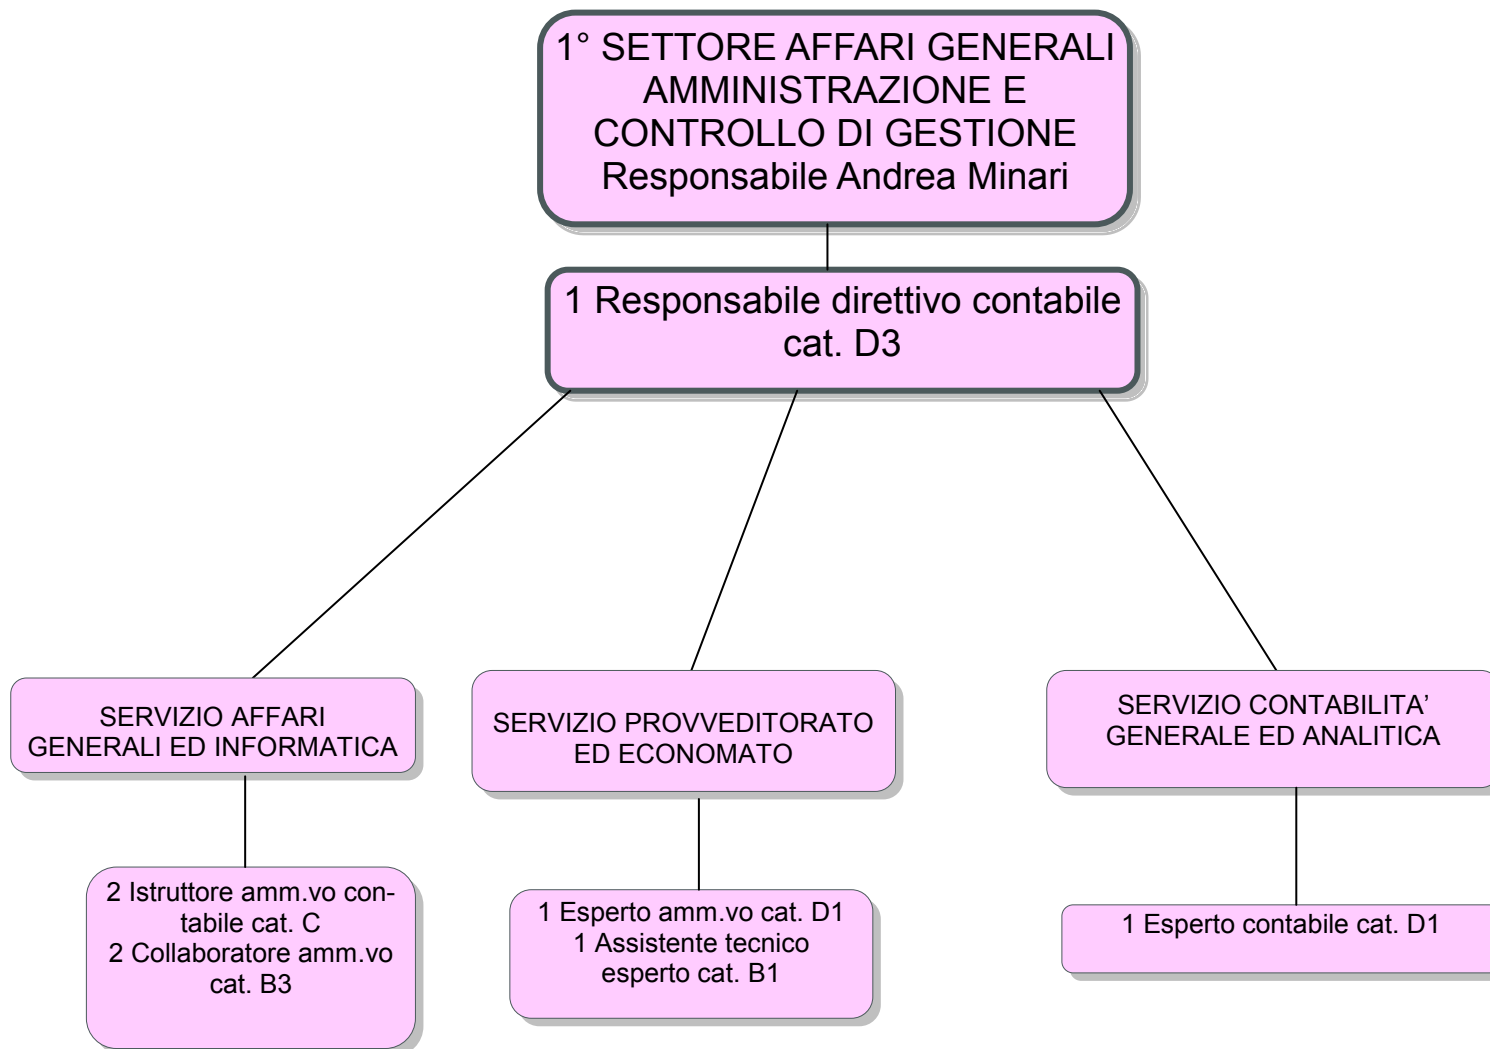 1° SETTORE AFFARI GENERALI
AMMINISTRAZIONE E
CONTROLLO DI GESTIONE
Responsabile Andrea Minari
1 Responsabile direttivo contabile
cat. D3
SERVIZIO AFFARI
GENERALI ED INFORMATICA
SERVIZIO PROVVEDITORATO
ED ECONOMATO
SERVIZIO CONTABILITA’
GENERALE ED ANALITICA
2 Istruttore amm.vo con-
tabile cat. C
2 Collaboratore amm.vo
cat. B3
1 Esperto amm.vo cat. D1
1 Assistente tecnico
esperto cat. B1
1 Esperto contabile cat. D1